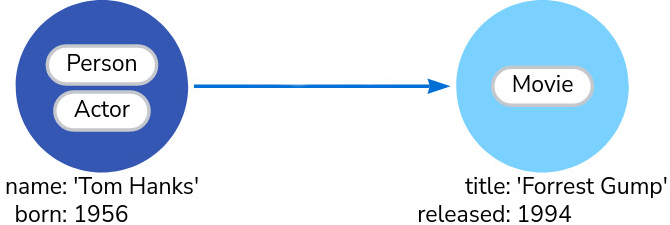 Person
Actor
name: 'Tom Hanks'
born: 1956
Movie
title: 'Forrest Gump'
released: 1994